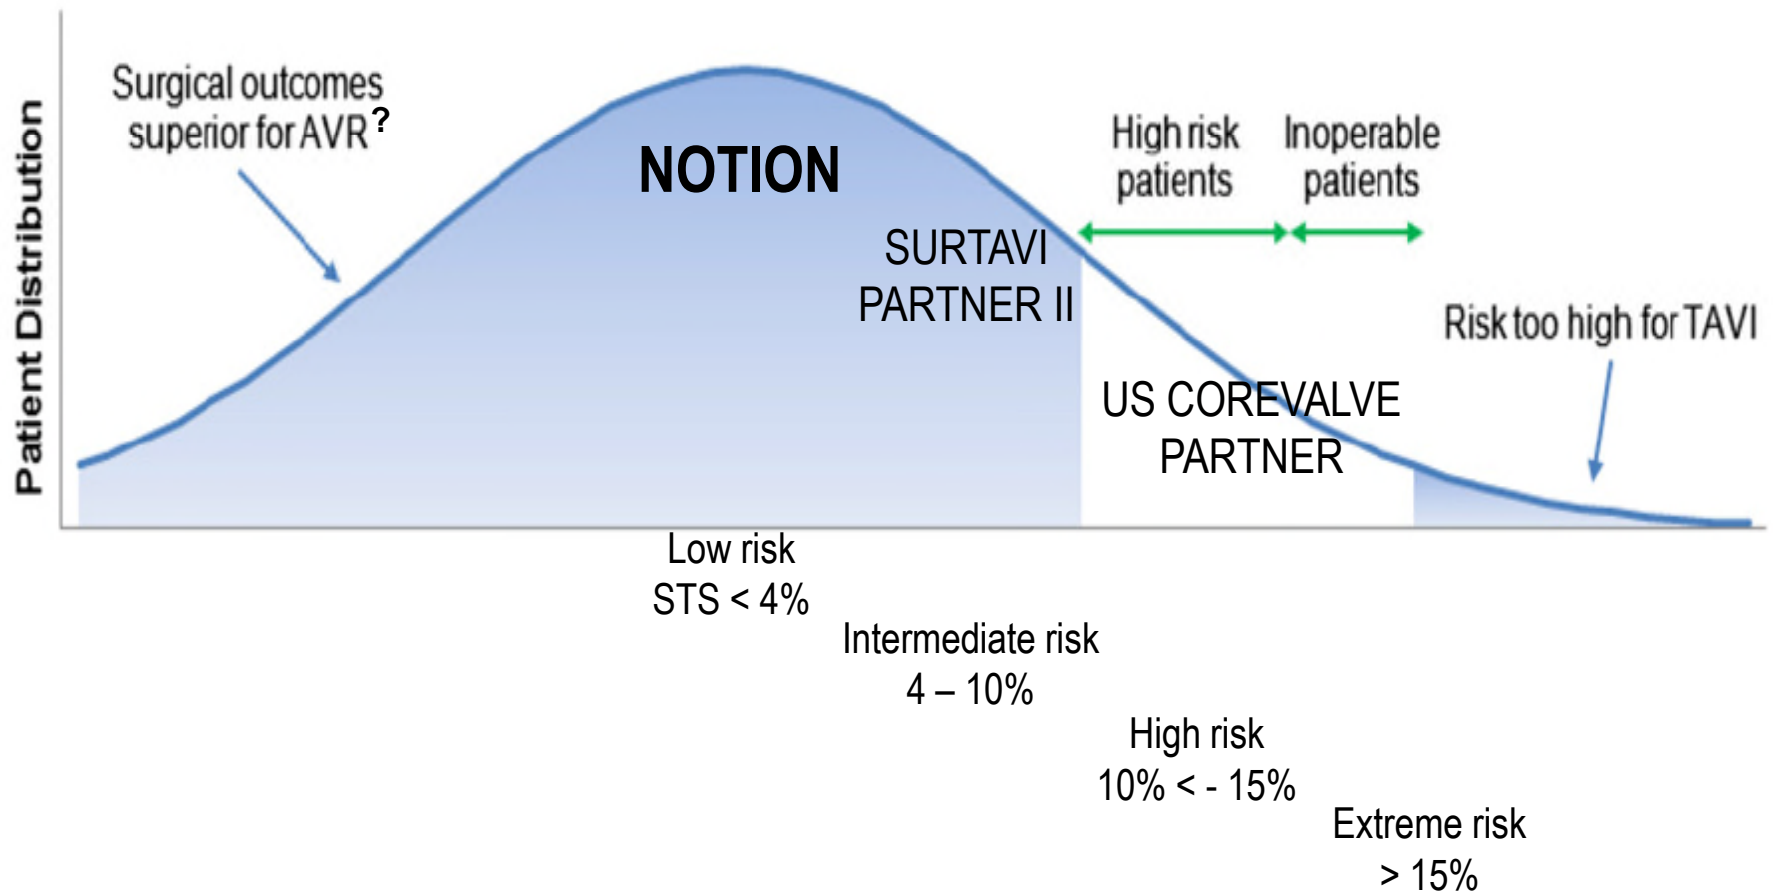 Patient Distribution
Surgical outcomes
superior for AVR?
NOTION
SURTAVI
PARTNER II
High risk
patients
Inoperable
patients
US COREVALVE
PARTNER
Risk too high for TAVI
Low risk
STS < 4%
Intermediate risk
4 – 10%
High risk
10% < - 15%
Extreme risk
> 15%